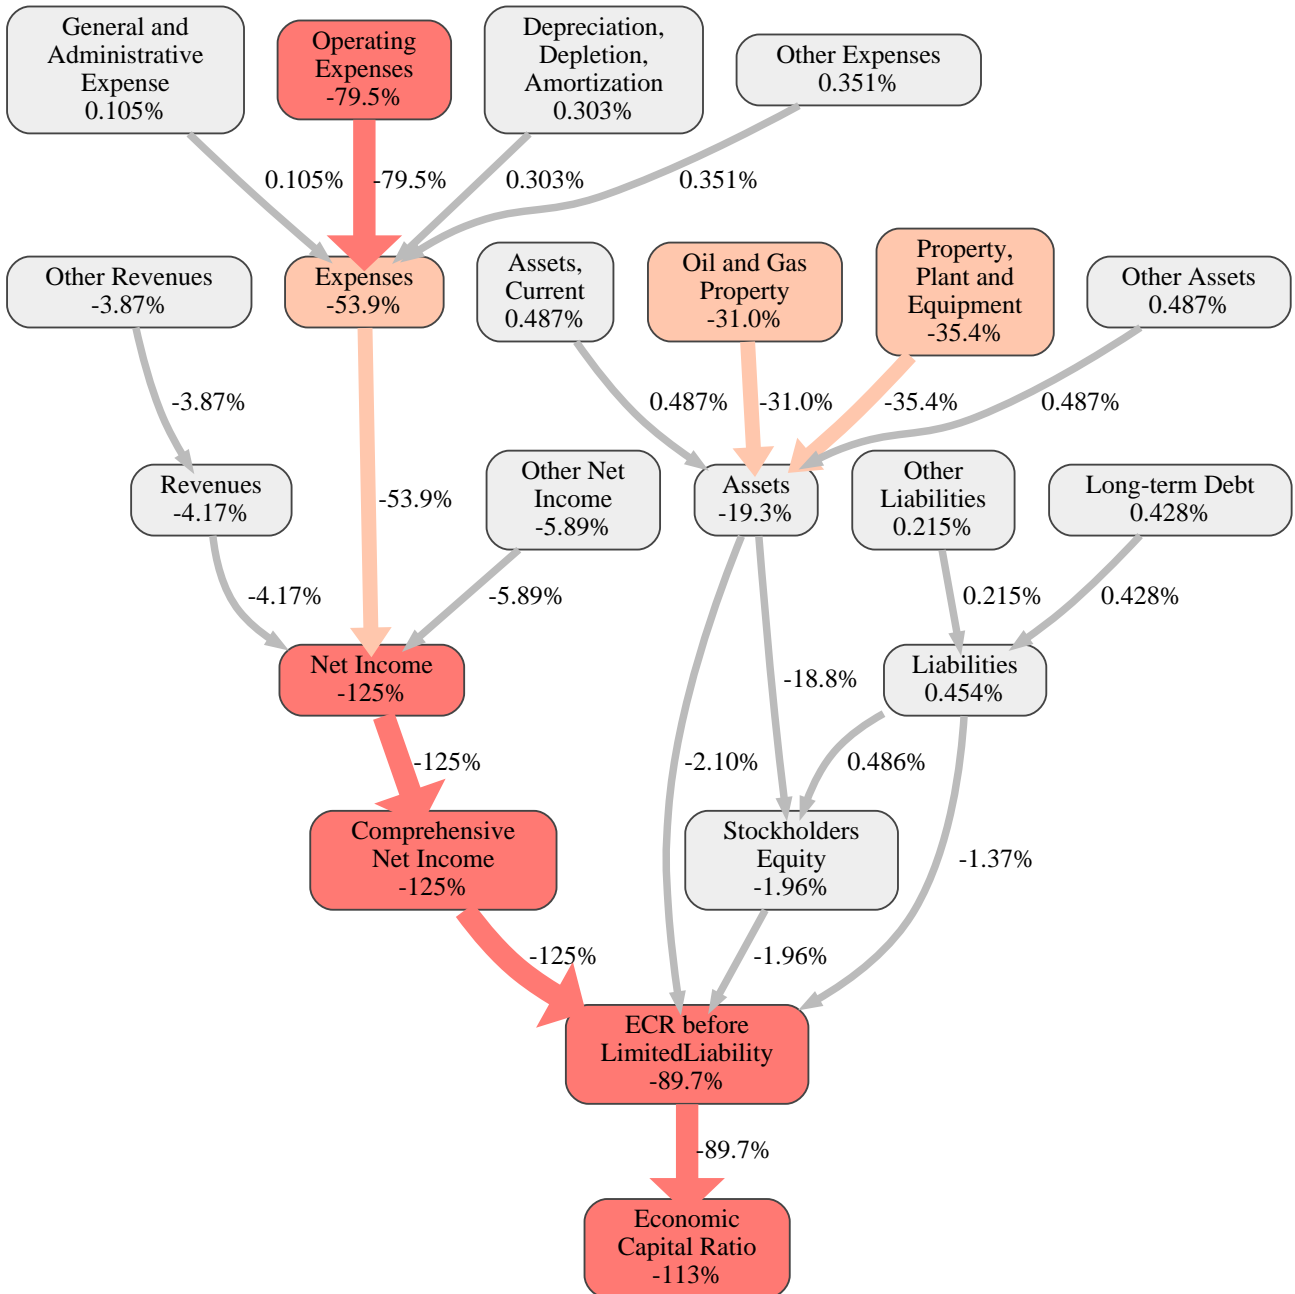 General and
Administrative
Expense
0.105%
Operating
Expenses
-79.5%
Depreciation,
Depletion,
Amortization
0.303%
Other Expenses
0.351%
0.105%
-79.5%
0.303%
0.351%
Other Revenues
-3.87%
Expenses
-53.9%
Assets,
Current
0.487%
Oil and Gas
Property
-31.0%
Property,
Plant and
Equipment
-35.4%
Other Assets
0.487%
-3.87%
0.487%
-31.0%
-35.4%
0.487%
Revenues
-4.17%
-53.9%
Other Net
Income
-5.89%
Assets
-19.3%
Other
Liabilities
0.215%
Long-term Debt
0.428%
-4.17%
-5.89%
0.215%
0.428%
Net Income
-125%
-18.8%
Liabilities
0.454%
-125%
-2.10%
0.486%
Comprehensive
Net Income
-125%
Stockholders
Equity
-1.96%
-1.37%
-125%
-1.96%
ECR before
LimitedLiability
-89.7%
-89.7%
Economic
Capital Ratio
-113%